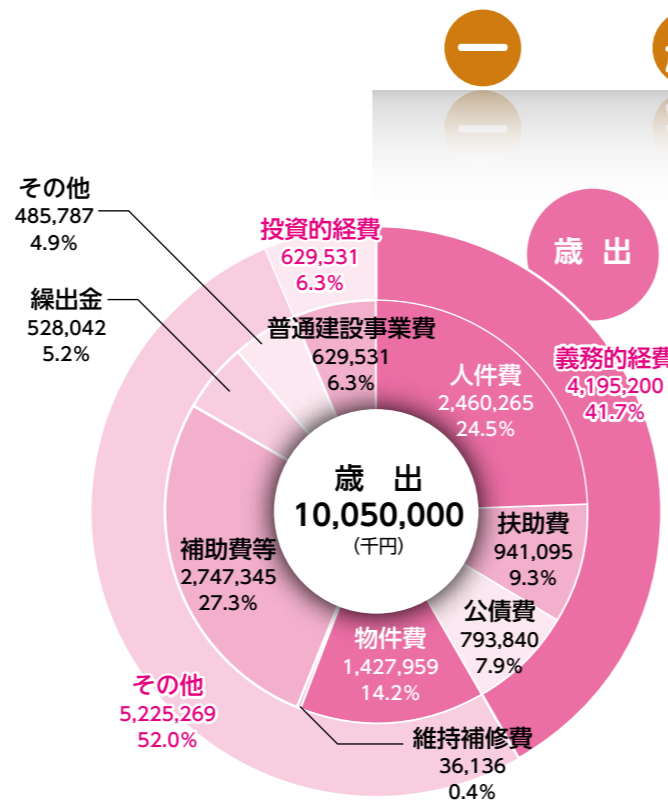 一
歳 出
その他
485,787
4.9%
繰出金
528,042
5.2%
投資的経費
629,531
6.3%
普通建設事業費
629,531
6.3%
人件費
2,460,265
24.5%
義務的経費
4,195,200
41.7%
扶助費
941,095
9.3%
公債費
793,840
7.9%
歳 出
10,050,000
(千円)
補助費等
2,747,345
27.3%
物件費
1,427,959
14.2%
維持補修費
36,136
0.4%
その他
5,225,269
52.0%